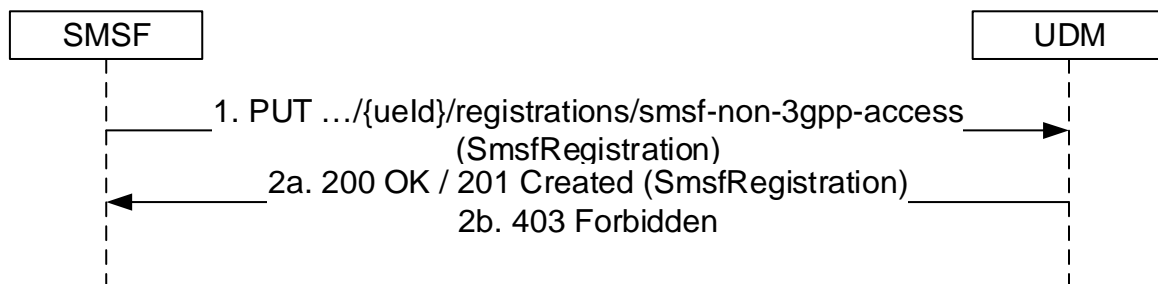 SMSF
UDM
1. PUT …/{ueId}/registrations/smsf-non-3gpp-access
(SmsfRegistration)
2a. 200 OK / 201 Created (SmsfRegistration)
2b. 403 Forbidden